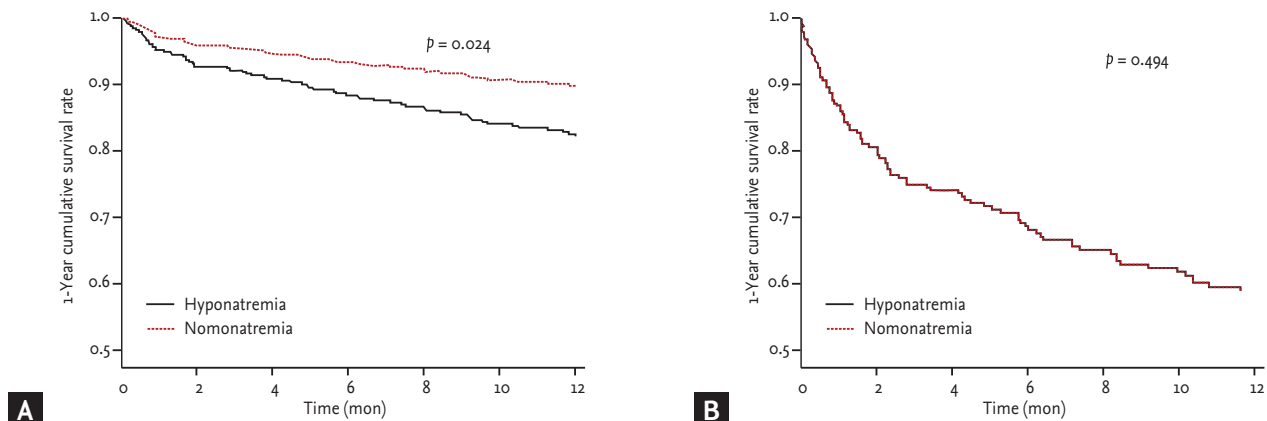 1.0
0.9
0.8
0.7
0.6
0.5
1-Year cumulative survival rate
p = 0.024
Hyponatremia
Nomonatremia
0 2 4 6 8 10 12
Time (mon)
A
1.0
0.9
0.8
0.7
0.6
0.5
1-Year cumulative survival rate
p = 0.494
Hyponatremia
Nomonatremia
0 2 4 6 8 10 12
Time (mon)
B